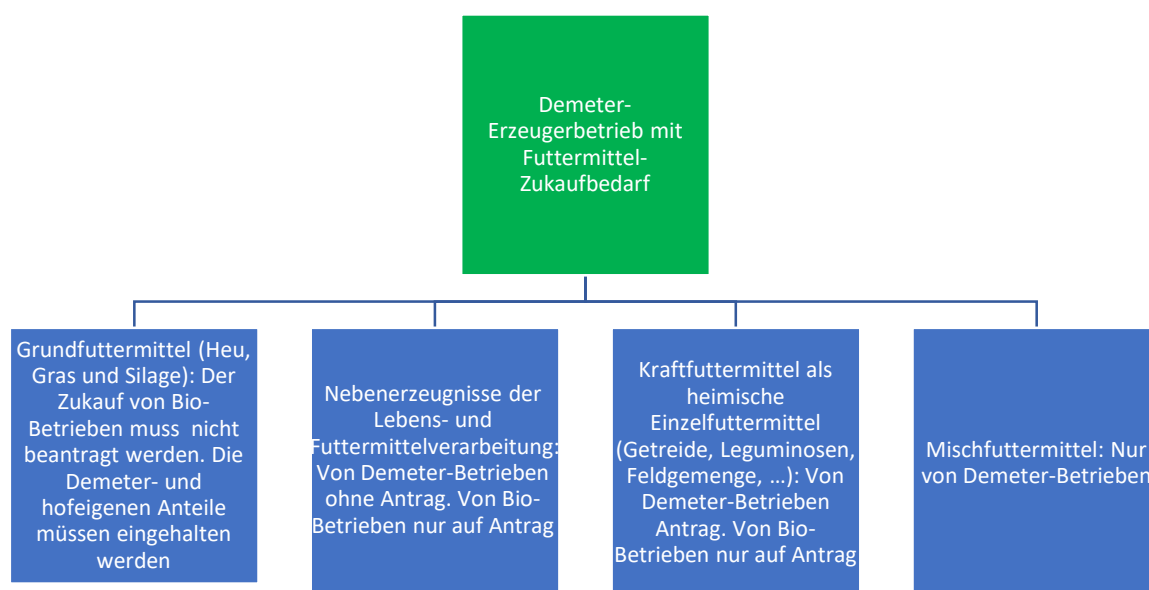 Demeter-
Erzeugerbetrieb mit
Futtermittel-
Zukaufbedarf
Grundfuttermittel (Heu,
Gras und Silage): Der
Zukauf von Bio-
Betrieben muss  nicht
beantragt werden. Die
Demeter- und
hofeigenen Anteile
müssen eingehalten
werden
Nebenerzeugnisse der
Lebens- und
Futtermittelverarbeitung:
Von Demeter-Betrieben
ohne Antrag. Von Bio-
Betrieben nur auf Antrag
Kraftfuttermittel als
heimische
Einzelfuttermittel
(Getreide, Leguminosen,
Feldgemenge, …): Von
Demeter-Betrieben
Antrag. Von Bio-
Betrieben nur auf Antrag
Mischfuttermittel: Nur
von Demeter-Betrieben